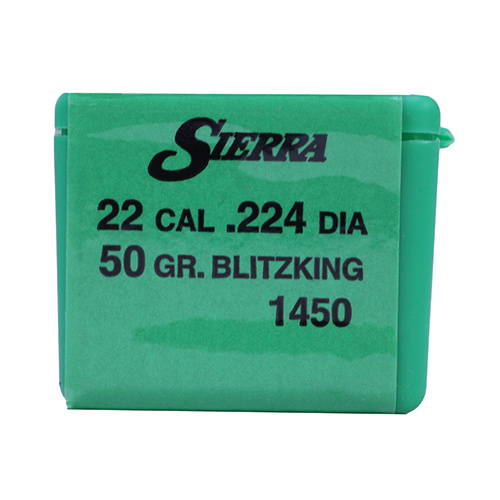 SIERRA
22 CAL .224 DIA
50 GR. BLITZKING
1450